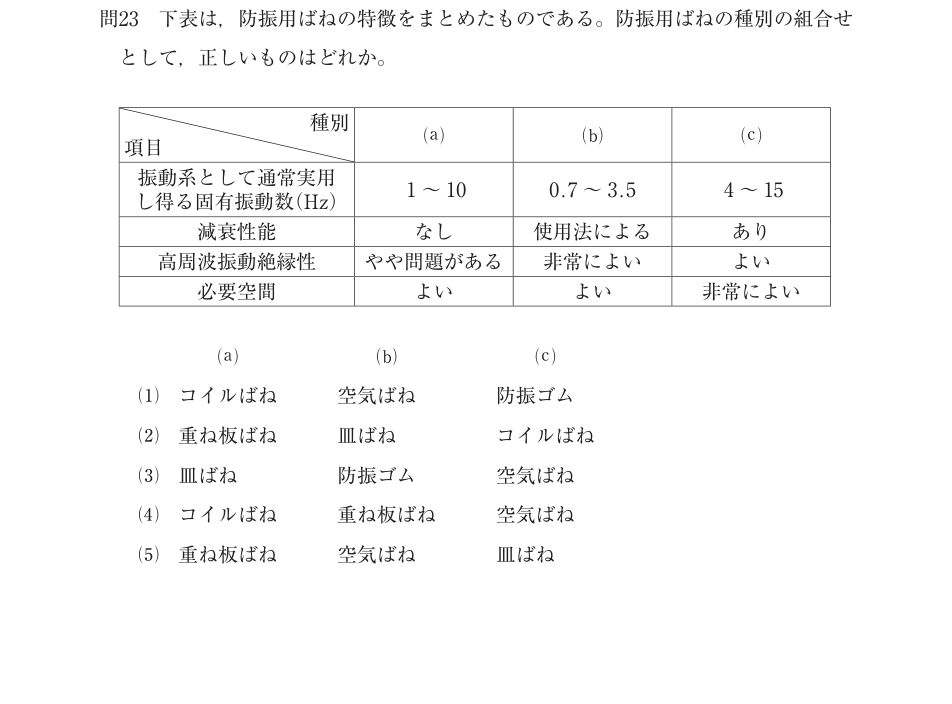 問23　下表は，防振用ばねの特徴をまとめたものである。防振用ばねの種別の組合せ
として，正しいものはどれか。
種別
項目
(a)　(b)　(c)
振動系として通常実用
し得る固有振動数(Hz)　1 ～ 10　0.7 ～ 3.5　4 ～ 15
減衰性能　なし　使用法による　あり
高周波振動絶縁性　やや問題がある　非常によい　よい
必要空間　よい　よい　非常によい
(a)　(b)　(c)
(1)　コイルばね　空気ばね　防振ゴム
(2)　重ね板ばね　皿ばね　コイルばね
(3)　皿ばね　防振ゴム　空気ばね
(4)　コイルばね　重ね板ばね　空気ばね
(5)　重ね板ばね　空気ばね　皿ばね